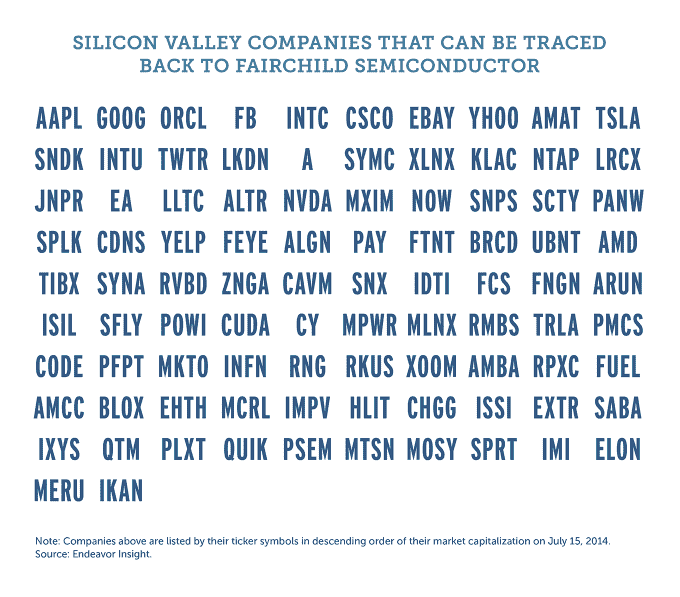 SILICON VALLEY COMPANIES THAT CAN BE TRACED
BACK TO FAIRCHILD SEMICONDUCTOR
AAPL GOOG ORCL FB INTC CSCO EBAY YHOO AMAT TSLA
SNDK INTU TWTR LKDN A SYMC XLNX KLAC NTAP LRCX
JNPR EA LLTC ALTR NVDA MXIM NOW SNPS SCTY PANW
SPLK CDNS YELP FEYE ALGN PAY FTNT BRCD UBNT AMD
TIBX SYNA RVBD ZNGA CAVM SNX IDTI FCS FNGN ARUN
ISIL SFLY POWI CUDA CY MPWR MLNX RMBS TRLA PMCS
CODE PFPT MKTO INFN RNG RKUS XOOM AMBA RPXC FUEL
AMCC BLOX EHTH MCRL IMPV HLIT CHGG ISSI EXTR SABA
IXYS QTM PLXT QUIK PSEM MTSN MOSY SPRT IMI ELON
MERU IKAN
Note: Companies above are listed by their ticker symbols in descending order of their market capitalization on July 15, 2014.
Source: Endeavor Insight.